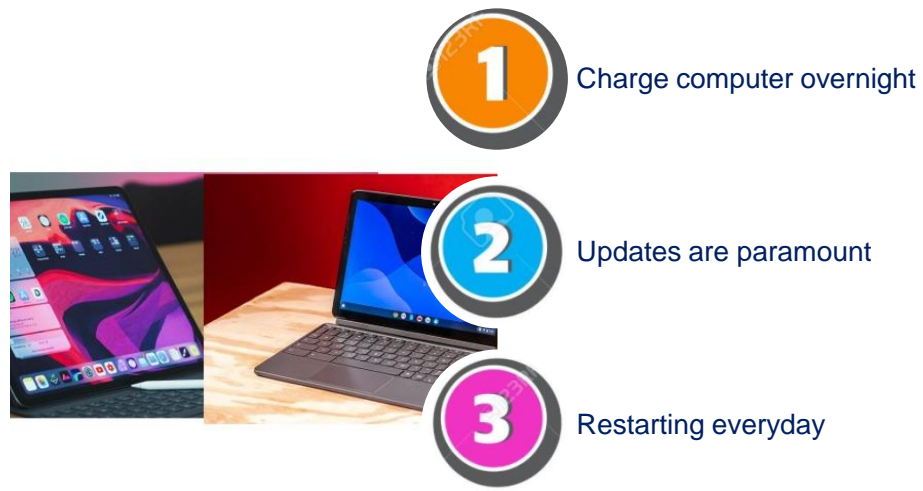 1
Charge computer overnight
2
Updates are paramount
3
Restarting everyday